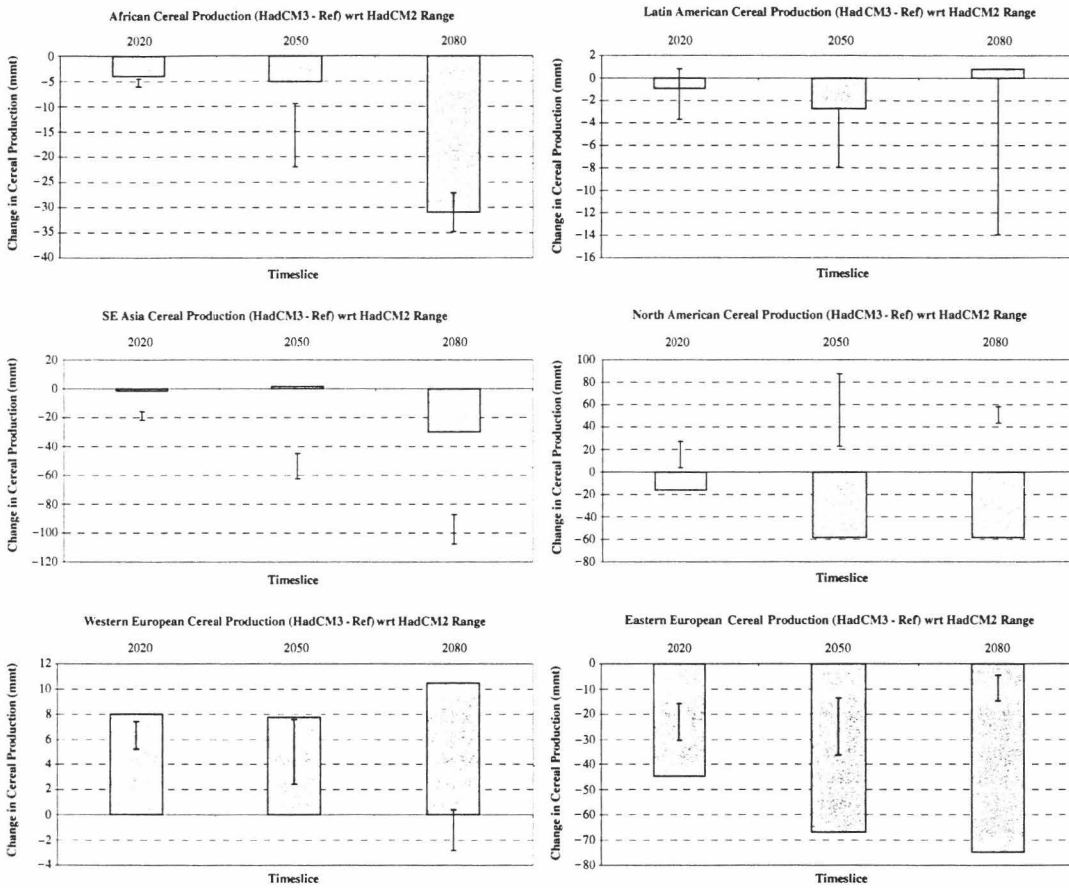 African Cereal Production (HadCM3 - Ref) wrt HadCM2 Range
2020 2050 2080
Change in Cereal Production (mmt)
0
−5
−10
−15
−20
−25
−30
−35
−40
Timeslice
Latin American Cereal Production (HadCM3 - Ref) wrt HadCM2 Range
2020 2050 2080
Change in Cereal Production (mmt)
2
0
−2
−4
−6
−8
−10
−12
−14
−16
Timeslice
SE Asia Cereal Production (HadCM3 - Ref) wrt HadCM2 Range
2020 2050 2080
Change in Cereal Production (mmt)
20
0
−20
−40
−60
−80
−100
−120
Timeslice
North American Cereal Production (HadCM3 - Ref) wrt HadCM2 Range
2020 2050 2080
Change in Cereal Production (mmt)
100
80
60
40
20
0
−20
−40
−60
−80
Timeslice
Western European Cereal Production (HadCM3 - Ref) wrt HadCM2 Range
2020 2050 2080
Change in Cereal Production (mmt)
12
10
8
6
4
2
0
−2
−4
Timeslice
Eastern European Cereal Production (HadCM3 - Ref) wrt HadCM2 Range
2020 2050 2080
Change in Cereal Production (mmt)
0
−10
−20
−30
−40
−50
−60
−70
−80
Timeslice